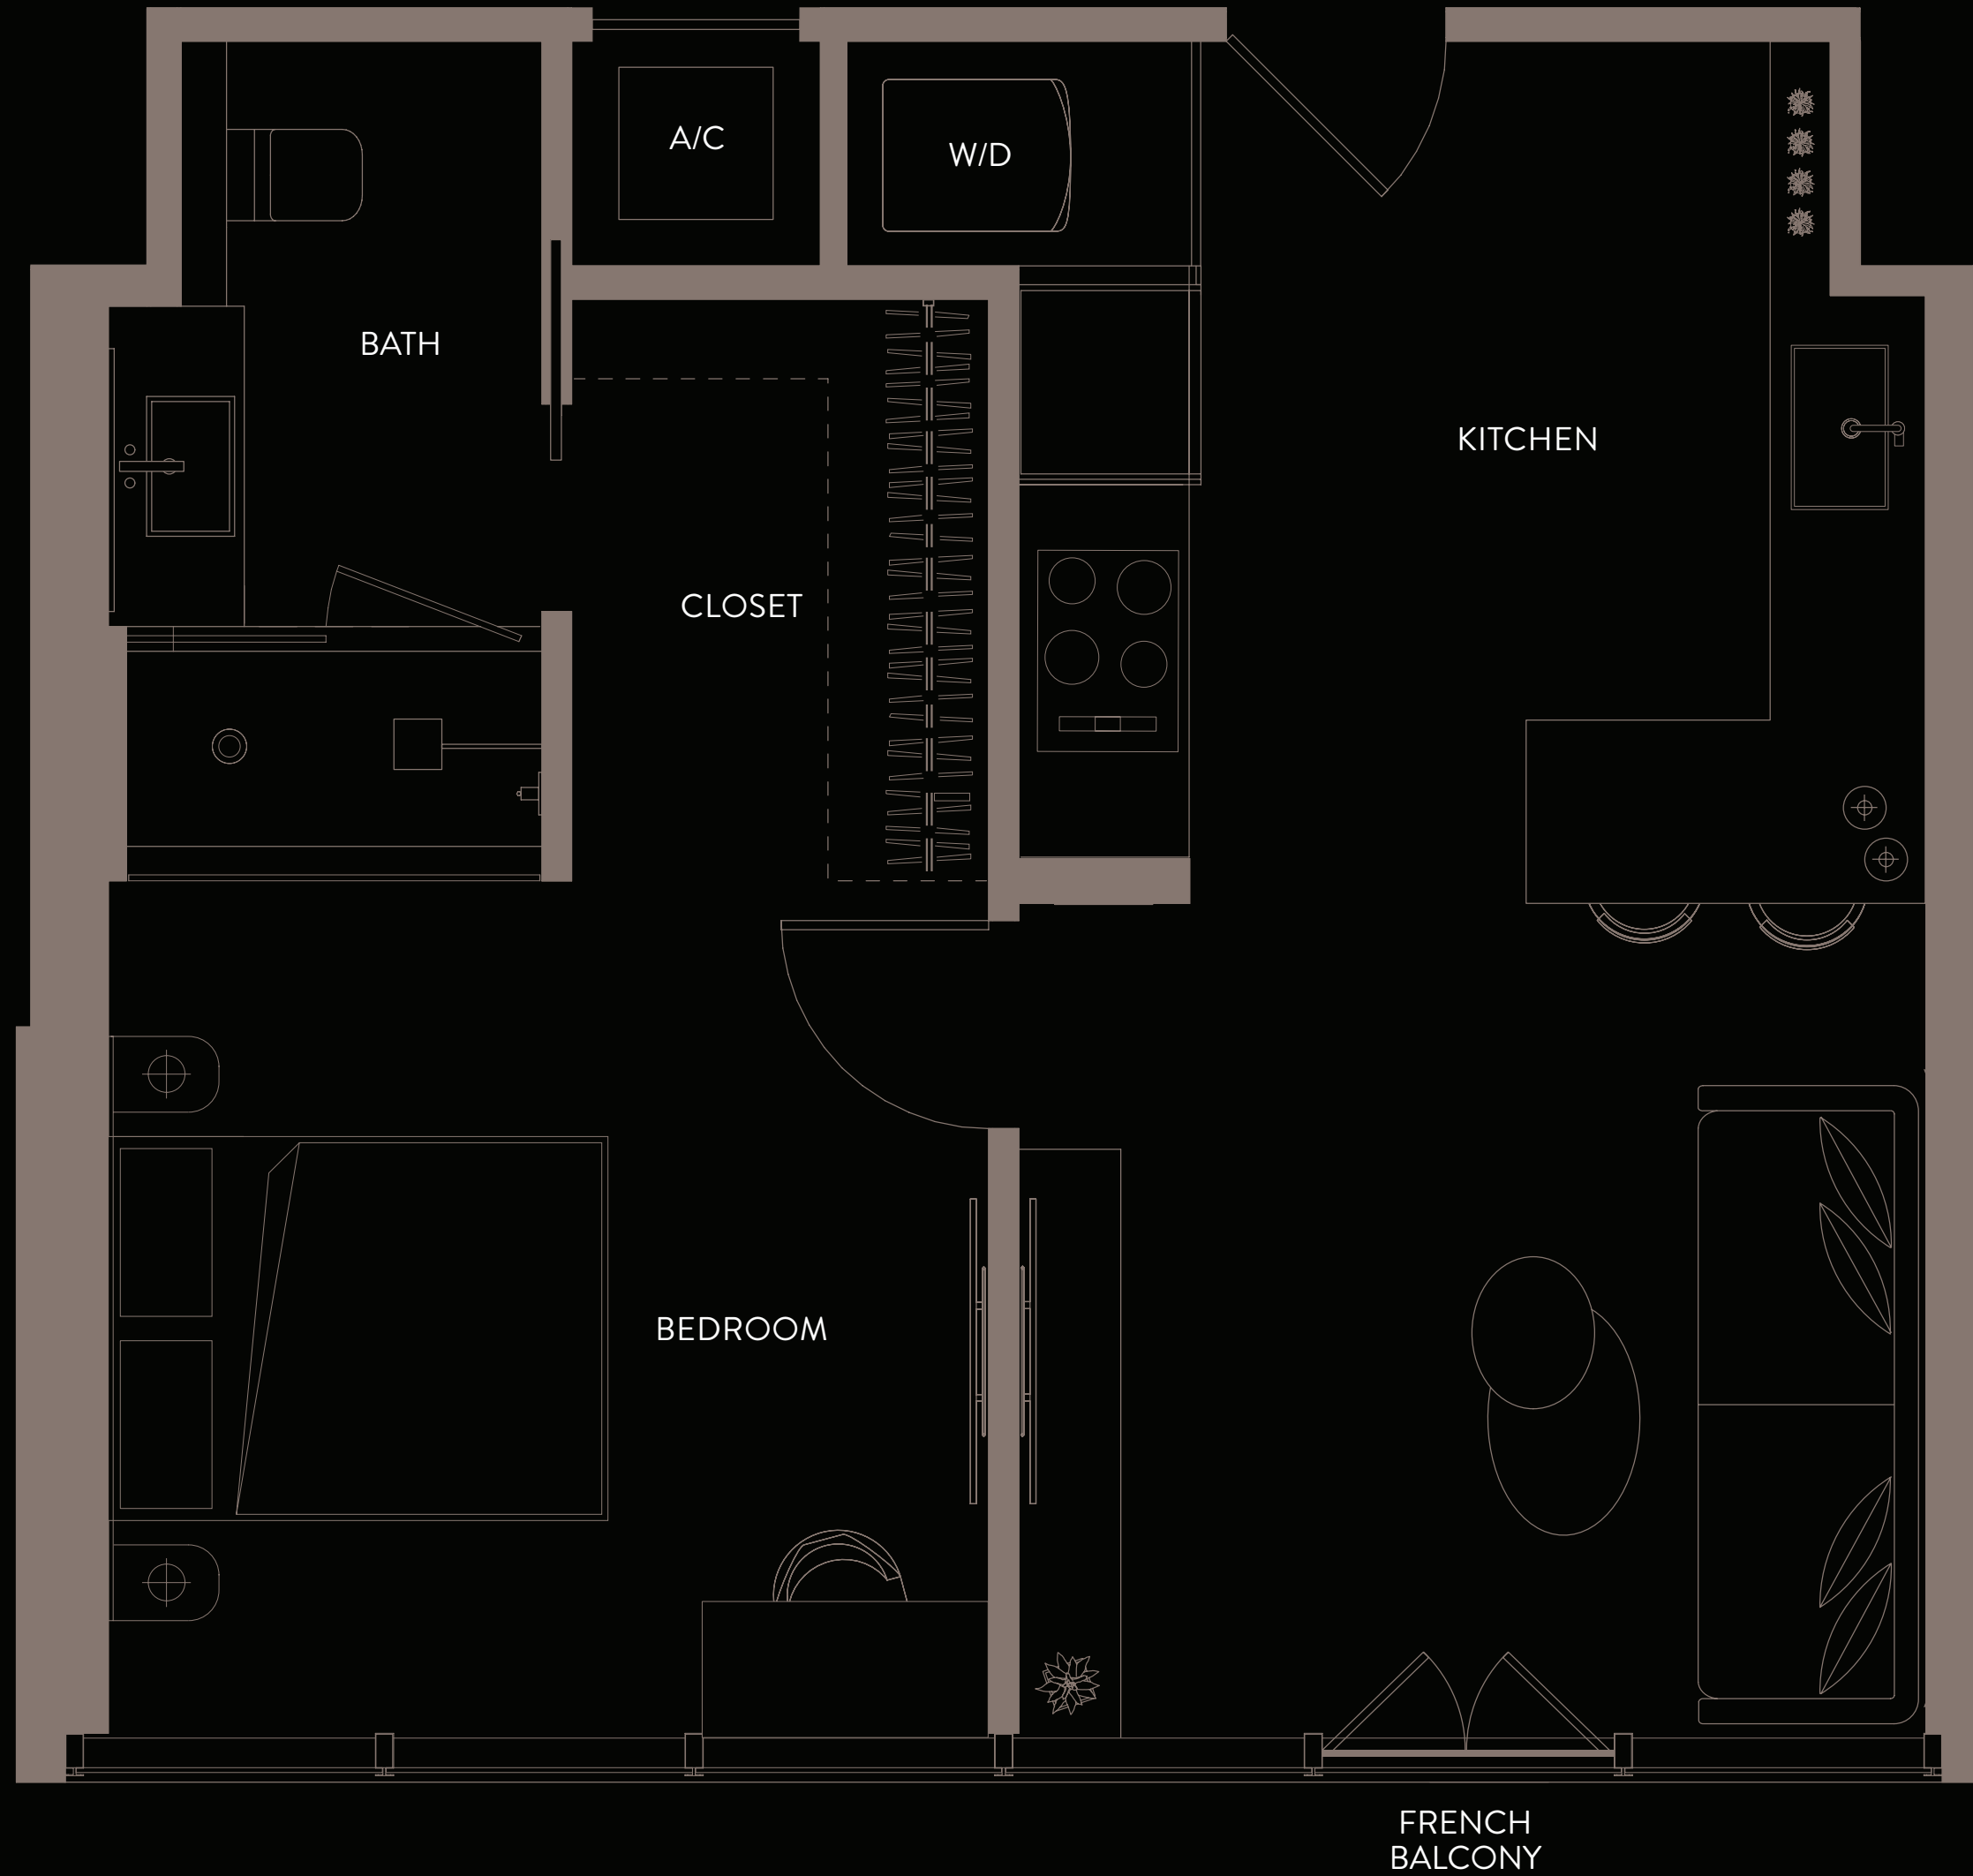 A/C
W/D
BATH
KITCHEN
CLOSET
BEDROOM
FRENCH
BALCONY